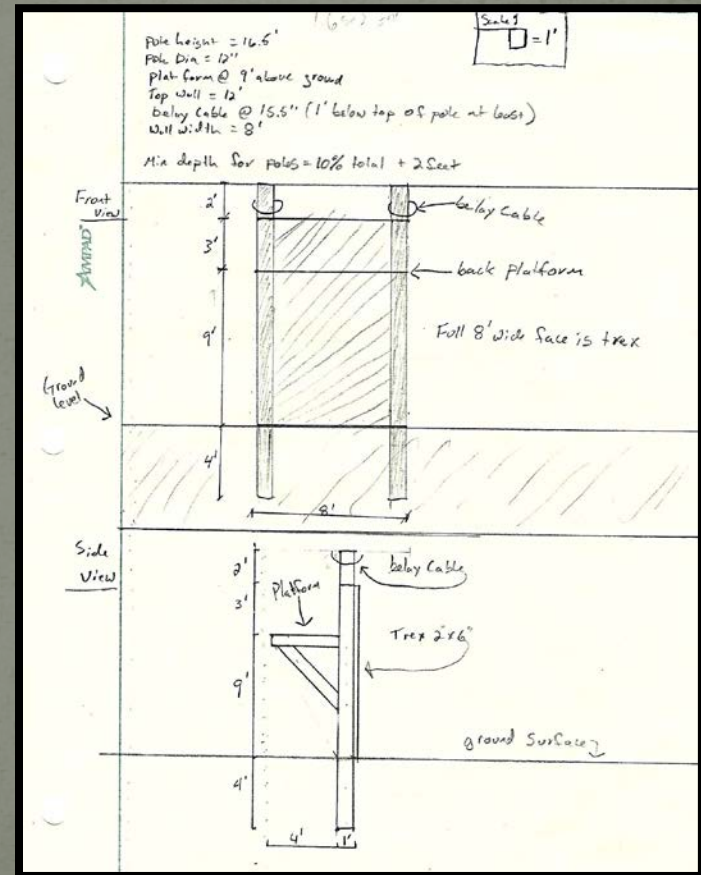 Scale
= 1'
Pole height = 16.5'
Pole Dia = 12"
platform @ 9' above ground
Top wall = 12'
belay Cable @ 15.5" (1' below top of pole at least)
Wall width = 8'
Min depth for poles = 10% total + 2 feet
Front View
2'
belay Cable
3'
back Platform
AMPAD
9'
Full 8' wide face is trex
Ground level
4'
8'
Side View
2'
belay Cable
Platform
3'
Trex 2"x6"
9'
ground Surface
4'
4'
1'